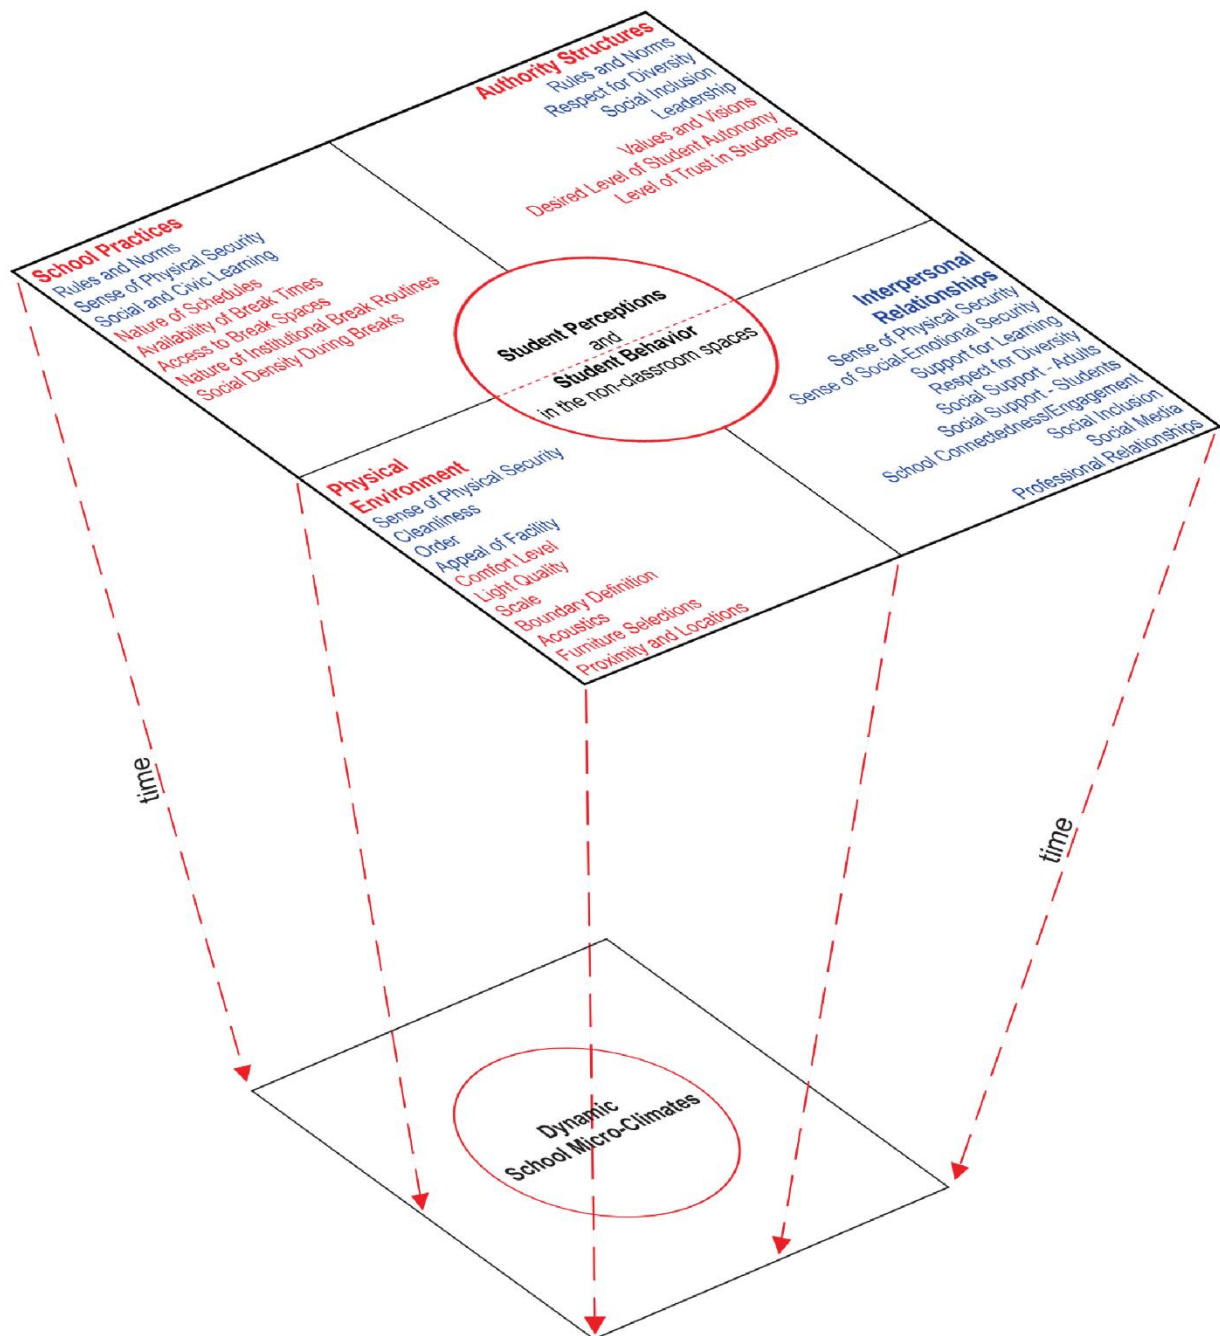 Authority Structures
Rules and Norms
Respect for Diversity
Social Inclusion
Leadership
Values and Visions
Desired Level of Student Autonomy
Level of Trust in Students
School Practices
Rules and Norms
Sense of Physical Security
Social and Civic Learning
Nature of Schedules
Availability of Break Times
Access to Break Spaces
Nature of Institutional Break Routines
Social Density During Breaks
Student Perceptions
and
Student Behavior
in the non-classroom spaces
Interpersonal
Relationships
Sense of Physical Security
Sense of Social-Emotional Security
Support for Learning
Respect for Diversity
Social Support - Adults
Social Support - Students
School Connectedness/Engagement
Social Inclusion
Social Media
Professional Relationships
Physical
Environment
Sense of Physical Security
Cleanliness
Order
Appeal of Facility
Comfort Level
Light Quality
Scale
Boundary Definition
Acoustics
Furniture Selections
Proximity and Locations
time
time
Dynamic
School Micro-Climates